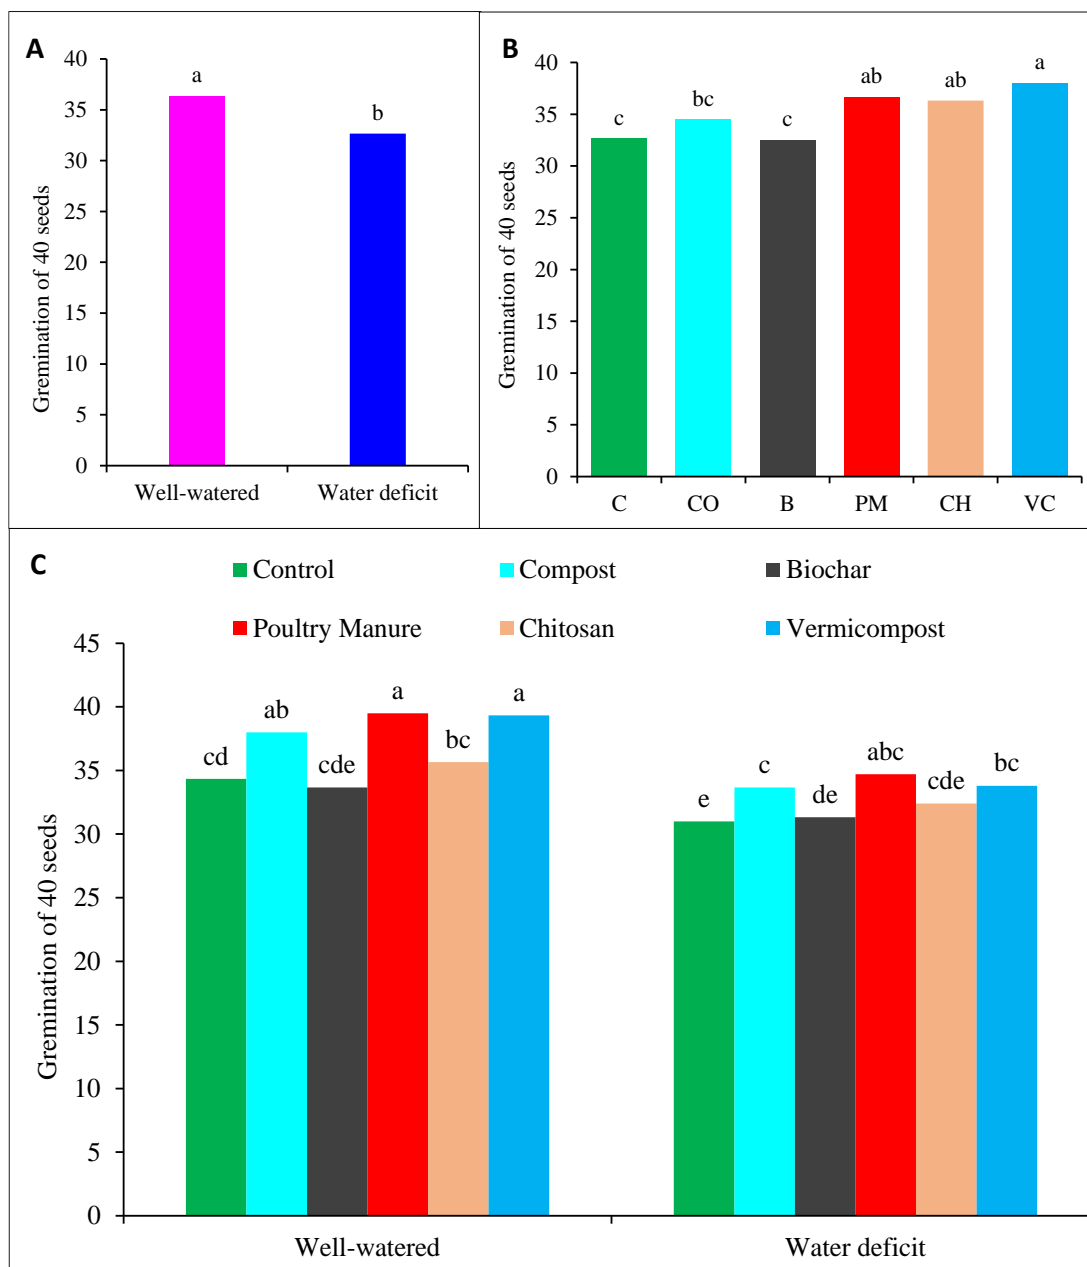 A
Gremination of 40 seeds
40
35
30
25
20
15
10
5
0
a
b
Well-watered
Water deficit
B
Gremination of 40 seeds
40
35
30
25
20
15
10
5
0
c
bc
c
ab
ab
a
C
CO
B
PM
CH
VC
C
Control
Compost
Biochar
Poultry Manure
Chitosan
Vermicompost
Gremination of 40 seeds
45
40
35
30
25
20
15
10
5
0
cd
ab
cde
a
bc
a
e
c
de
abc
cde
bc
Well-watered
Water deficit